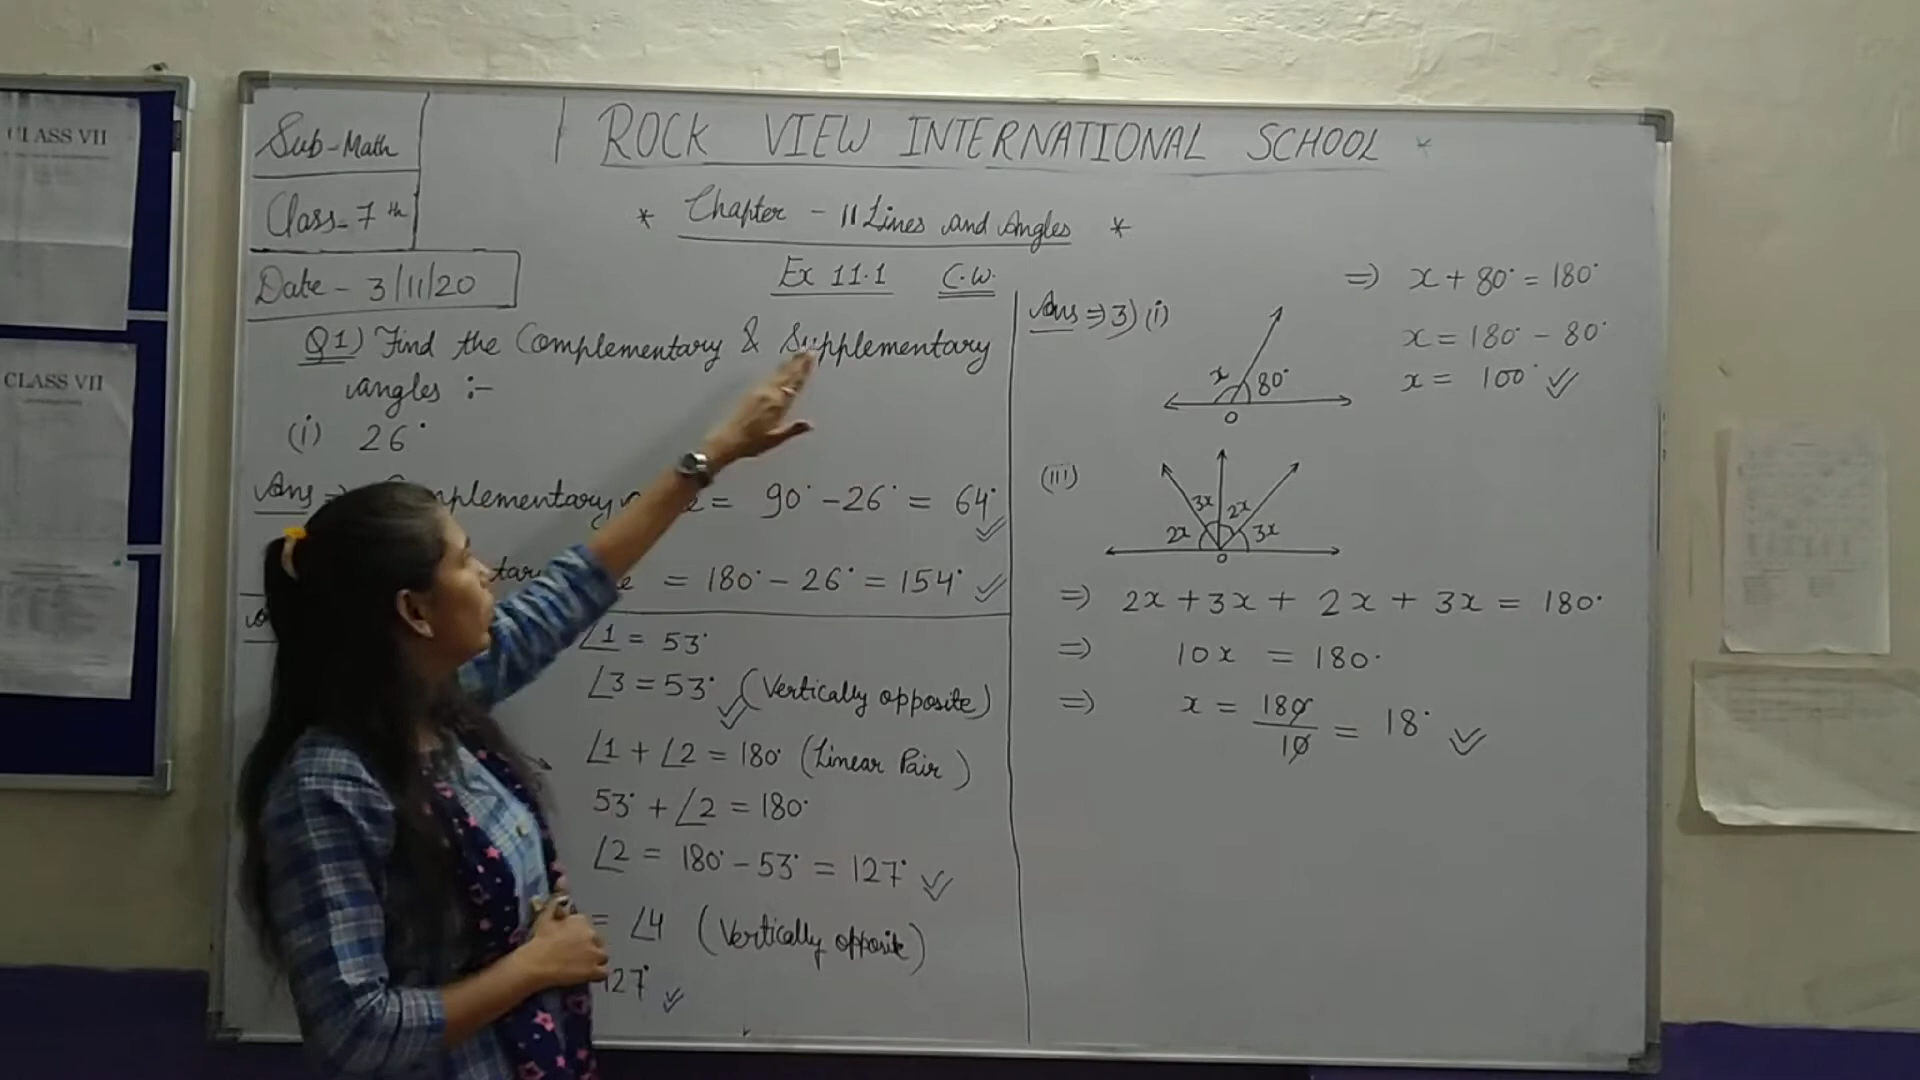 CLASS VII
CLASS VII
Sub-Math
Class-7th
Date - 3/11/20
ROCK VIEW INTERNATIONAL SCHOOL *
* Chapter - 11 Lines and Angles *
Ex 11.1 C.W.
Q1) Find the Complementary & Supplementary
angles :-
(i) 26°
Ans ⇒ = 90° - 26° = 64°
= 180° - 26° = 154°
∠1 = 53°
∠3 = 53° (Vertically opposite)
∠1 + ∠2 = 180° (Linear Pair)
53° + ∠2 = 180°
∠2 = 180° - 53° = 127°
= ∠4 (Vertically opposite)
127°
Ans ⇒ 3) (i)
x 80°
O
⇒ x + 80° = 180°
x = 180° - 80°
x = 100°
(iii)
2x 3x 2x 3x
O
⇒ 2x + 3x + 2x + 3x = 180°
⇒ 10x = 180°
⇒ x = 180/10 = 18°